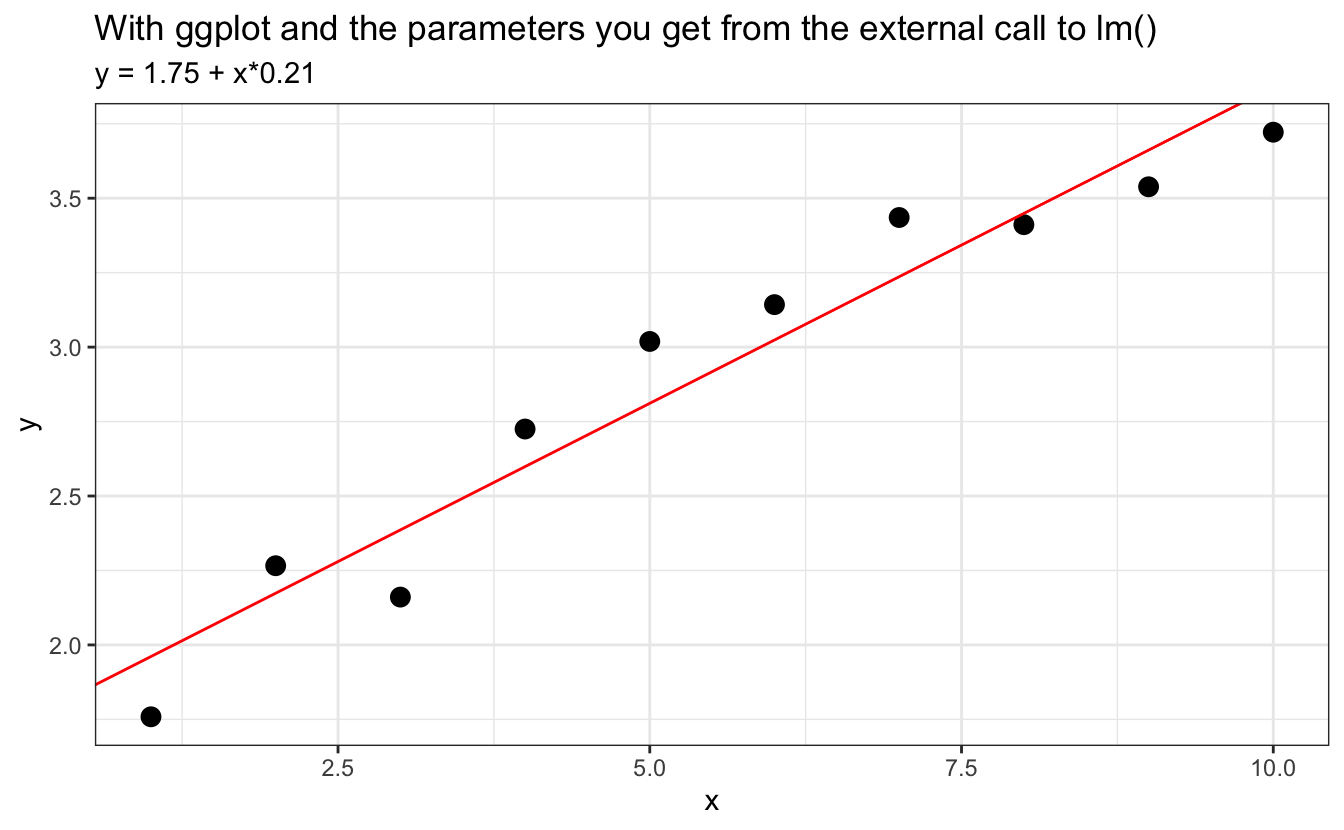 With ggplot and the parameters you get from the external call to lm()
y = 1.75 + x*0.21
3.5
3.0
2.5
2.0
y
2.5 5.0 7.5 10.0
x